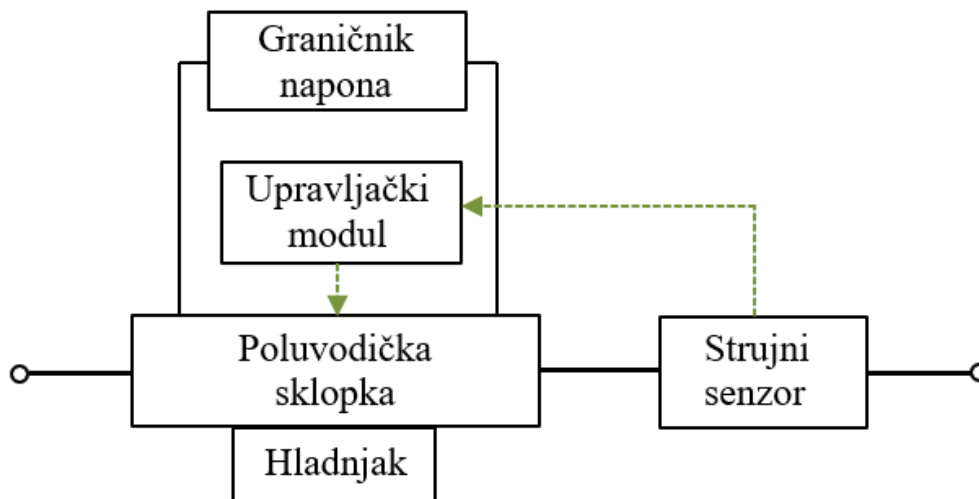 Graničnik
napona
Upravljački
modul
Poluvodička
sklopka
Strujni
senzor
Hladnjak